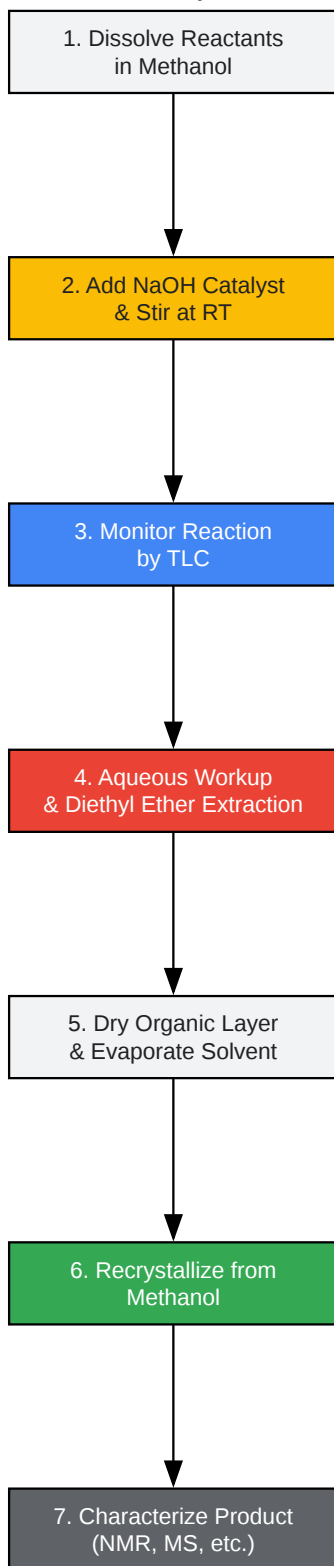 1. Dissolve Reactants
in Methanol
2. Add NaOH Catalyst
& Stir at RT
3. Monitor Reaction
by TLC
4. Aqueous Workup
& Diethyl Ether Extraction
5. Dry Organic Layer
& Evaporate Solvent
6. Recrystallize from
Methanol
7. Characterize Product
(NMR, MS, etc.)